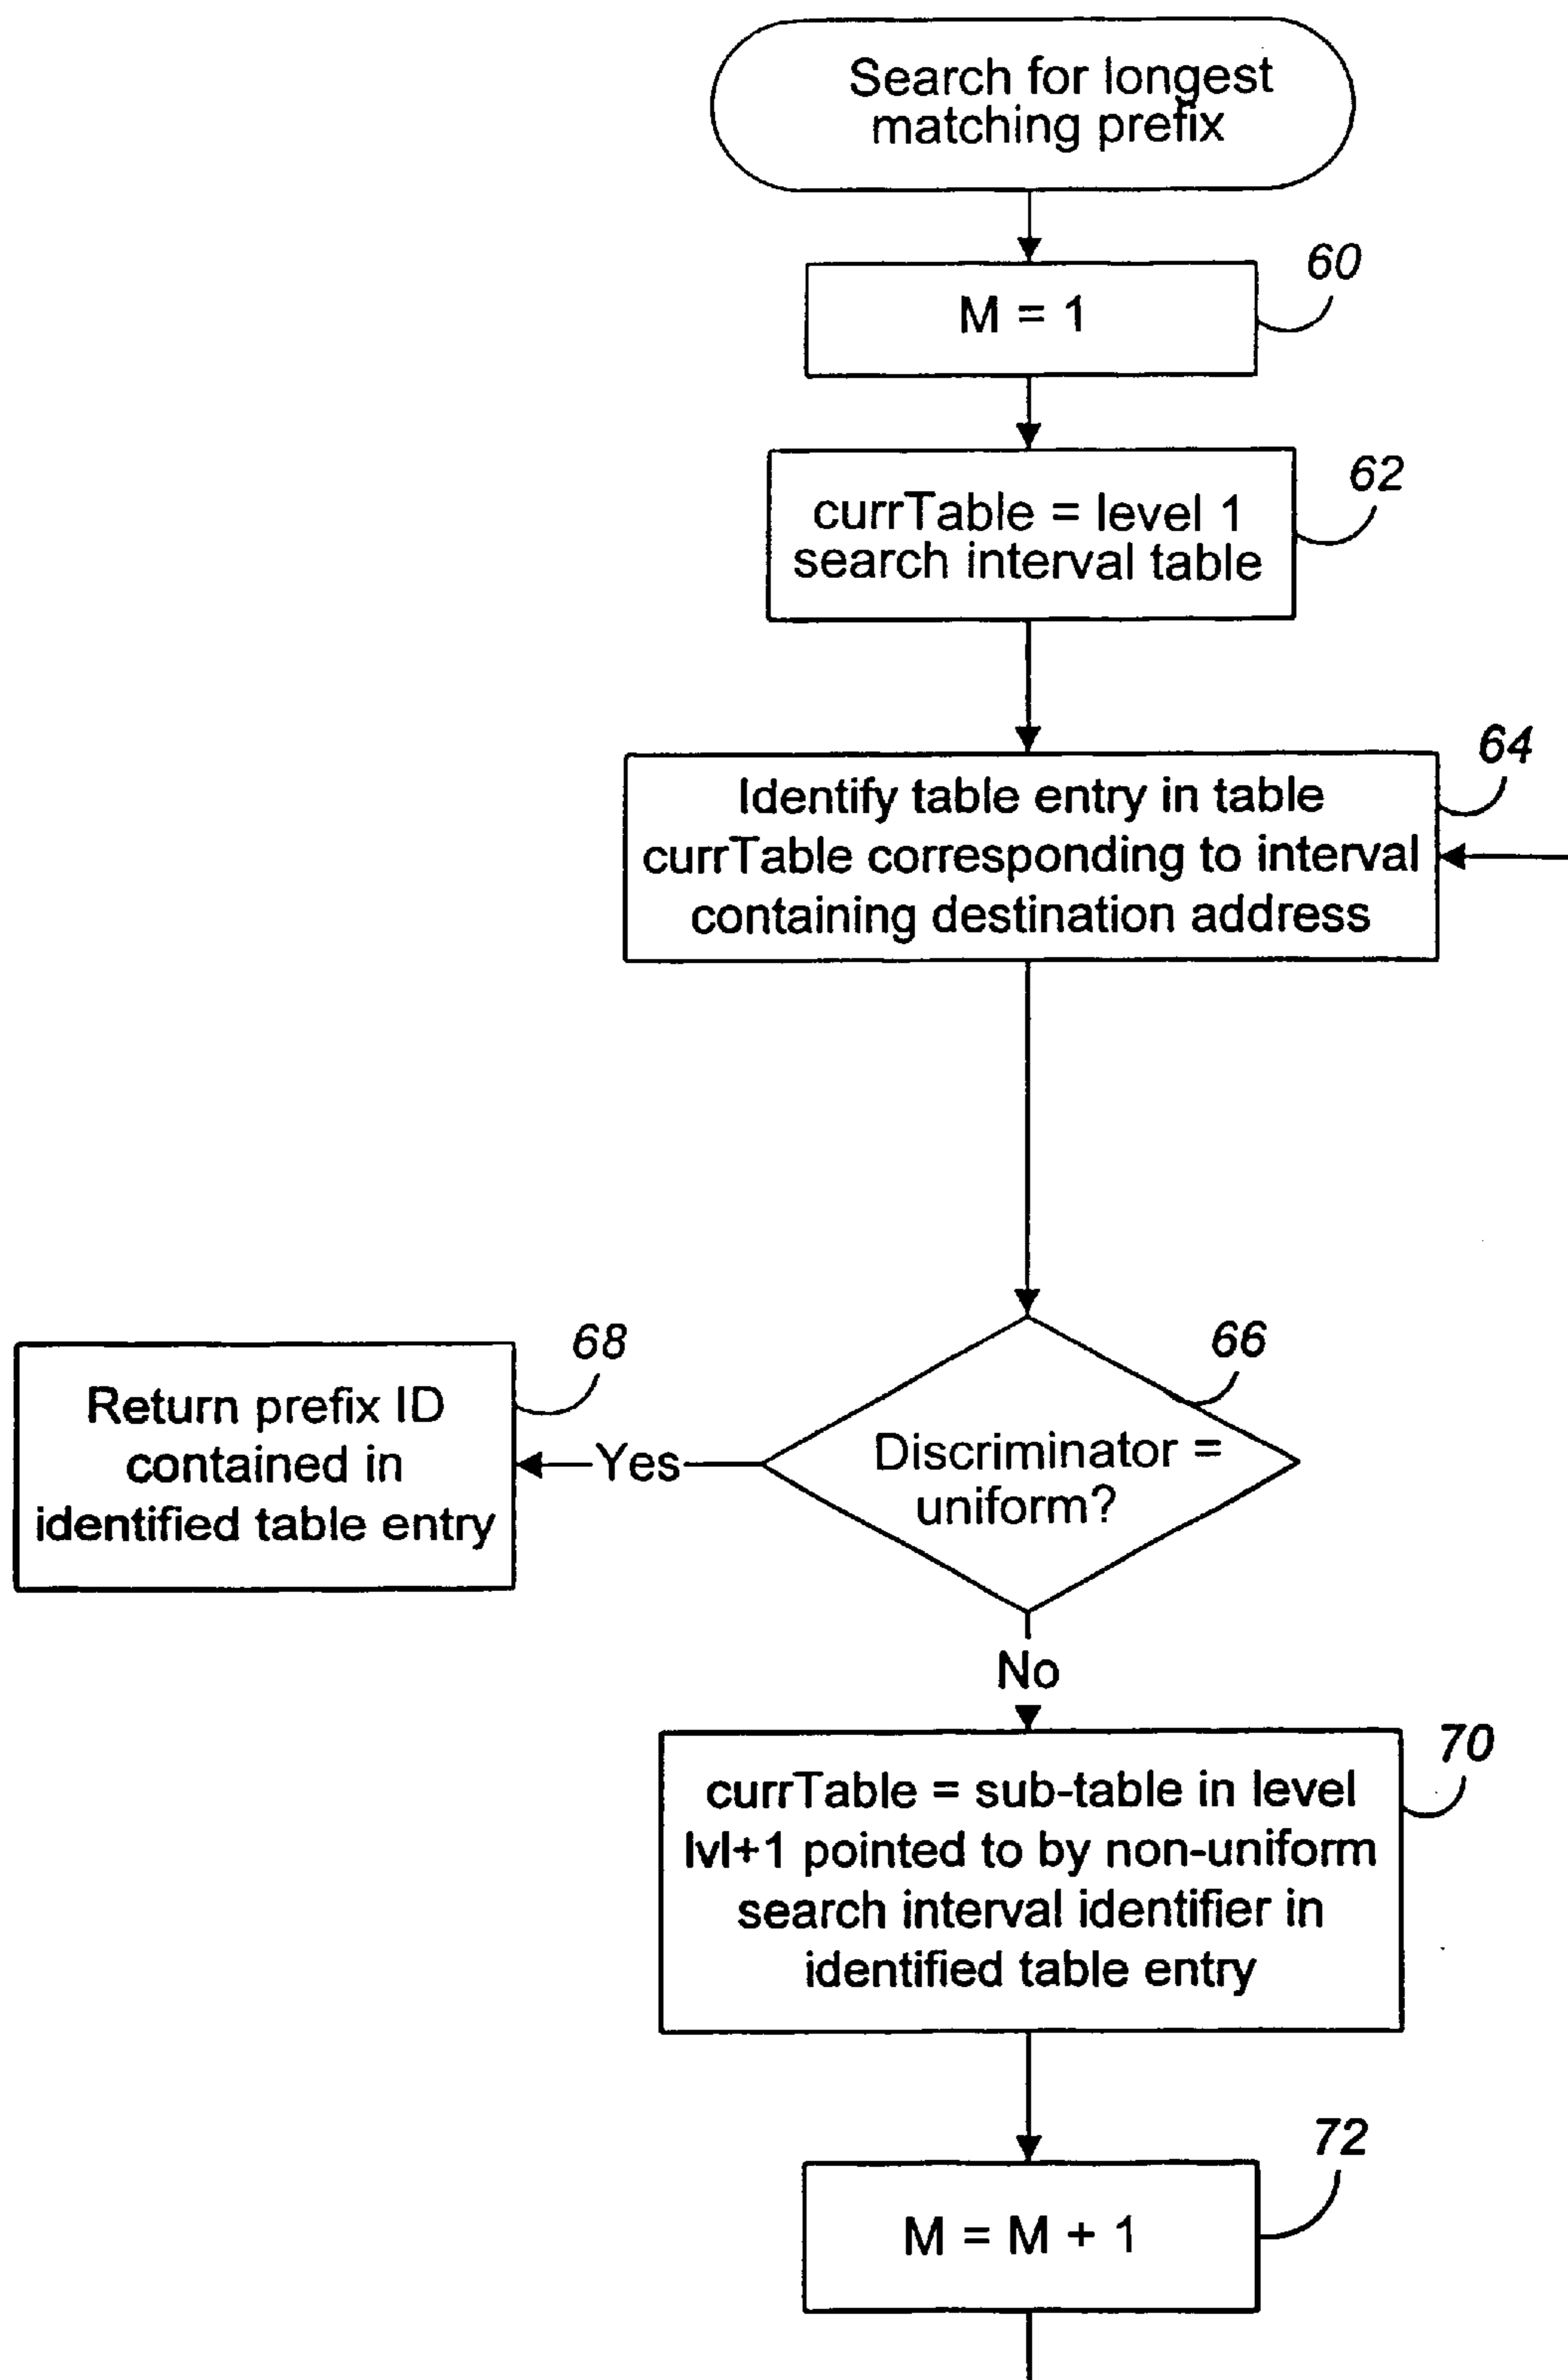 Search for longest
matching prefix
60
M = 1
62
currTable = level 1
search interval table
64
Identify table entry in table
currTable corresponding to interval
containing destination address
68
66
Return prefix ID
contained in
identified table entry
Yes
Discriminator =
uniform?
No
70
currTable = sub-table in level
lvl+1 pointed to by non-uniform
search interval identifier in
identified table entry
72
M = M + 1